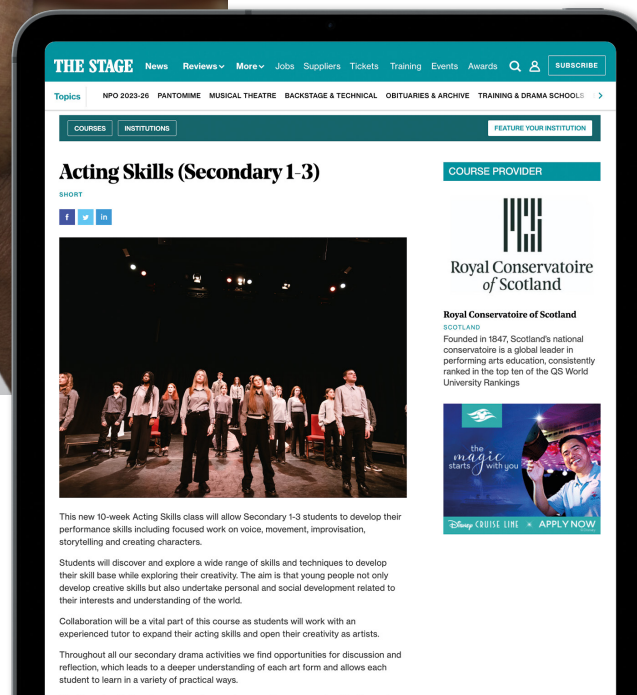 THE STAGE News Reviews More Jobs Suppliers Tickets Training Events Awards SUBSCRIBE
Topics NPO 2023-26 PANTOMIME MUSICAL THEATRE BACKSTAGE & TECHNICAL OBITUARIES & ARCHIVE TRAINING & DRAMA SCHOOLS
COURSES INSTITUTIONS FEATURE YOUR INSTITUTION
Acting Skills (Secondary 1-3)
SHORT
f in
This new 10-week Acting Skills class will allow Secondary 1-3 students to develop their
performance skills including focused work on voice, movement, improvisation,
storytelling and creating characters.
Students will discover and explore a wide range of skills and techniques to develop
their skill base while exploring their creativity. The aim is that young people not only
develop creative skills but also undertake personal and social development related to
their interests and understanding of the world.
Collaboration will be a vital part of this course as students will work with an
experienced tutor to expand their acting skills and open their creativity as artists.
Throughout all our secondary drama activities we find opportunities for discussion and
reflection, which leads to a deeper understanding of each art form and allows each
student to learn in a variety of practical ways.
COURSE PROVIDER
Royal Conservatoire
of Scotland
Royal Conservatoire of Scotland
SCOTLAND
Founded in 1847, Scotland's national
conservatoire is a global leader in
performing arts education, consistently
ranked in the top ten of the QS World
University Rankings
the
magic
starts with you
Disney CRUISE LINE APPLY NOW